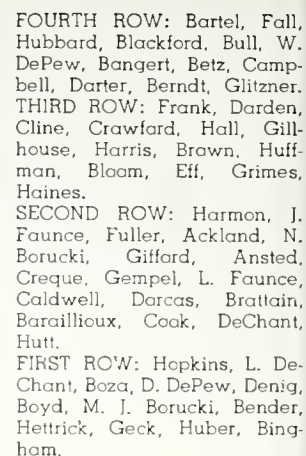 FOURTH ROW: Bartel, Fall,
Hubbard, Blackford, Bull, W.
DePew, Bangert, Betz, Camp-
bell, Darter, Berndt, Glitzner.
THIRD ROW: Frank, Darden,
Cline, Crawford, Hall, Gill-
house, Harris, Brown, Huff-
man, Bloom, Eff, Grimes,
Haines.
SECOND ROW: Harmon, J.
Faunce, Fuller, Ackland, N.
Borucki, Giffard, Ansted,
Creque, Gempel, L. Faunce,
Caldwell, Darcas, Brattain,
Baraillioux, Cook, DeChant,
Hutt.
FIRST ROW: Hopkins, L. De-
Chant, Boza, D. DePew, Denig,
Boyd, M. J. Borucki, Bender,
Hettrick, Geck, Huber, Bing-
ham.